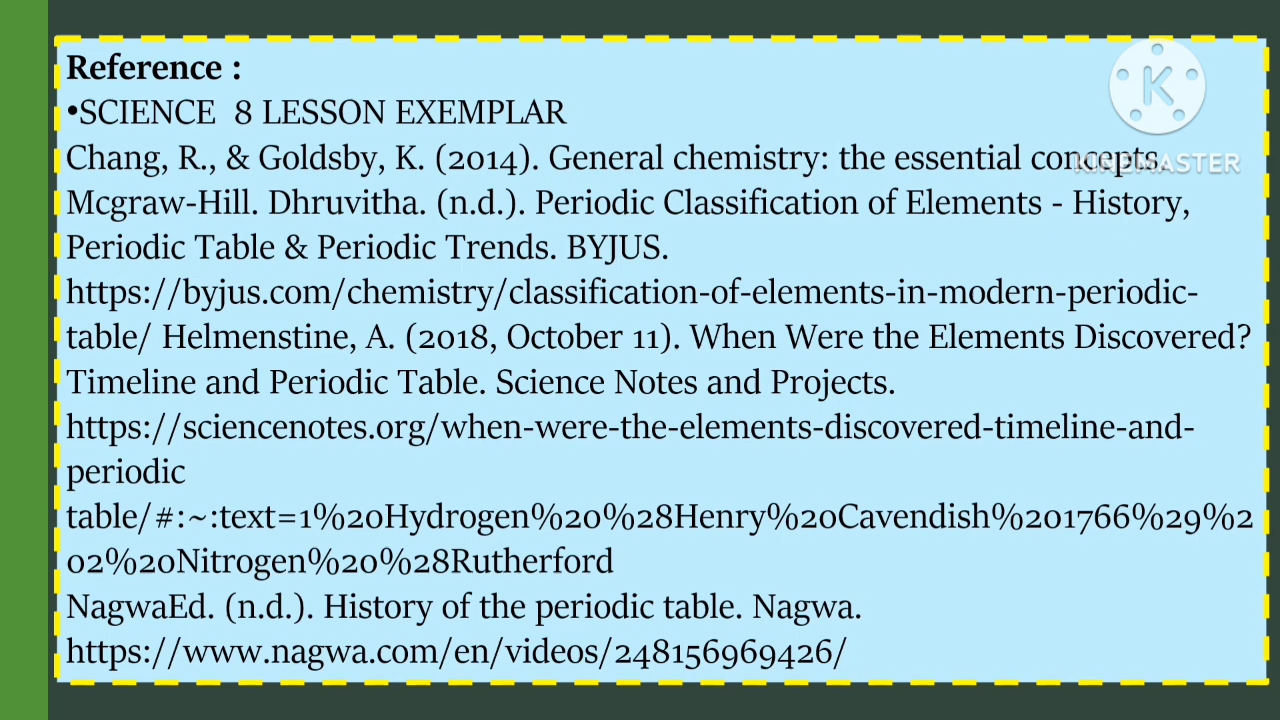 Reference :
•SCIENCE 8 LESSON EXEMPLAR
Chang, R., & Goldsby, K. (2014). General chemistry: the essential concepts.
Mcgraw-Hill. Dhruvitha. (n.d.). Periodic Classification of Elements - History,
Periodic Table & Periodic Trends. BYJUS.
https://byjus.com/chemistry/classification-of-elements-in-modern-periodic-
table/ Helmenstine, A. (2018, October 11). When Were the Elements Discovered?
Timeline and Periodic Table. Science Notes and Projects.
https://sciencenotes.org/when-were-the-elements-discovered-timeline-and-
periodic
table/#:~:text=1%20Hydrogen%20%28Henry%20Cavendish%201766%29%2
02%20Nitrogen%20%28Rutherford
NagwaEd. (n.d.). History of the periodic table. Nagwa.
https://www.nagwa.com/en/videos/248156969426/
K
KINEMASTER